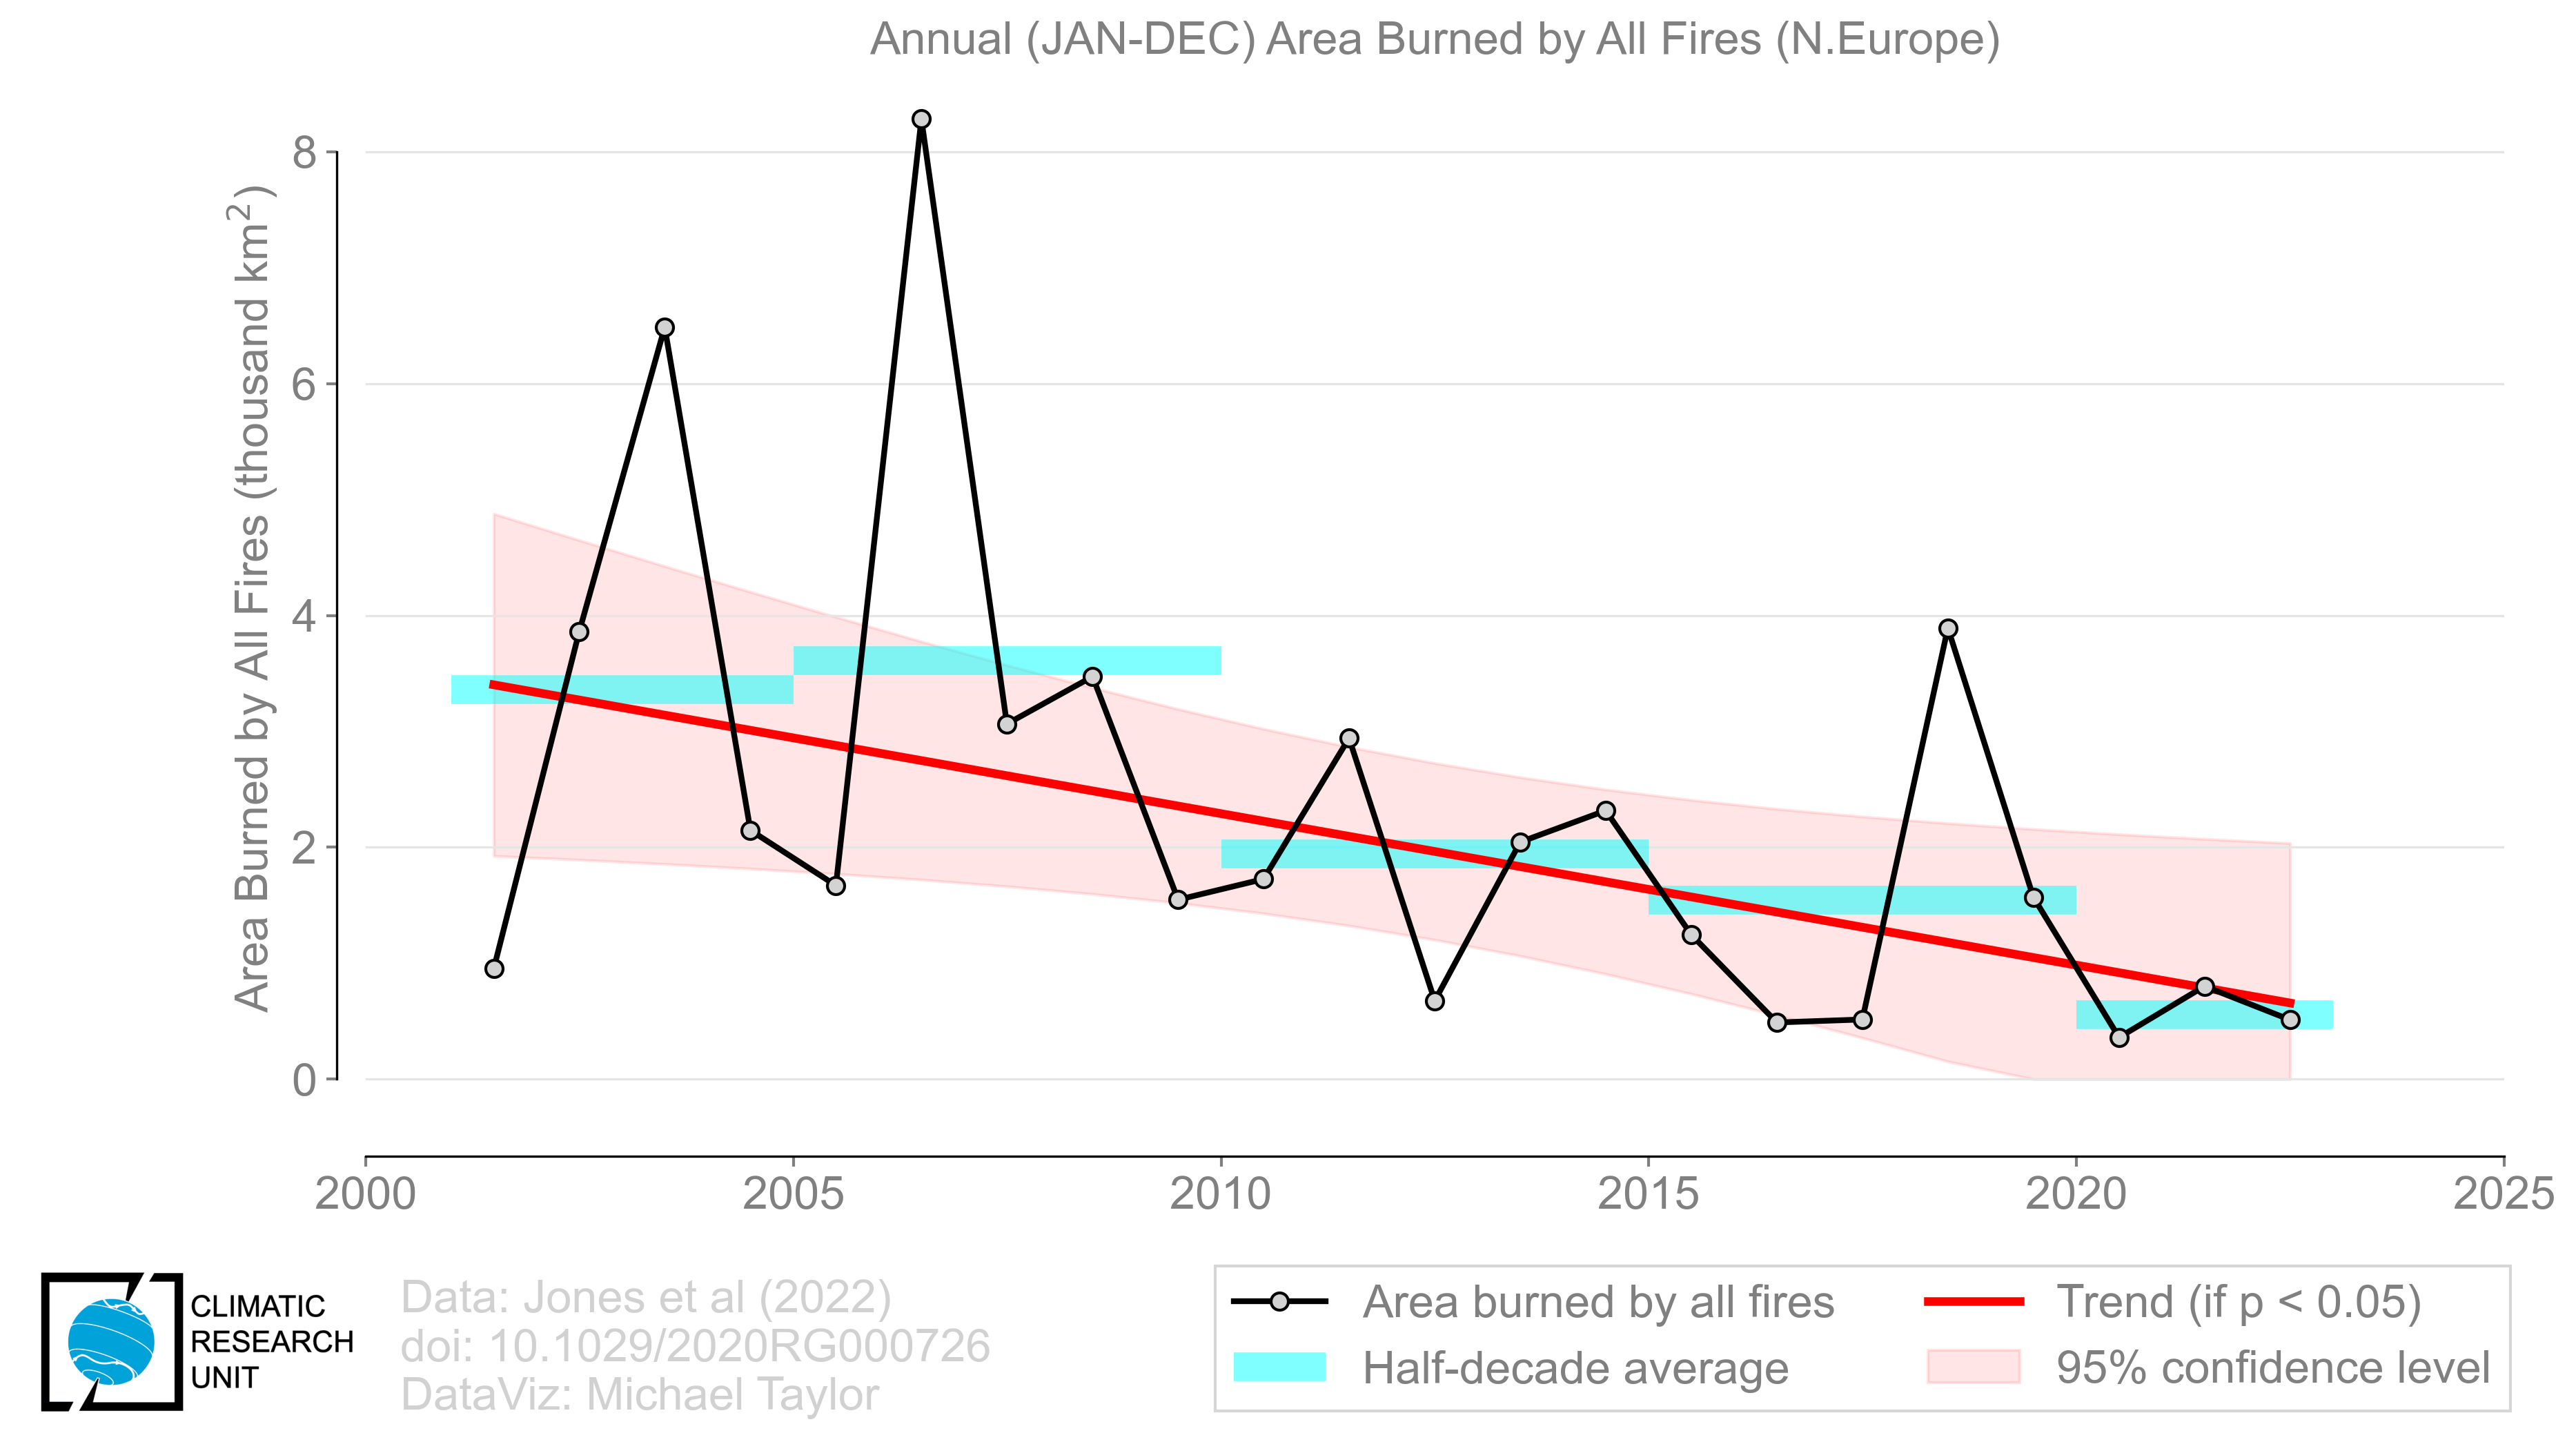 Annual (JAN-DEC) Area Burned by All Fires (N.Europe)
Area Burned by All Fires (thousand km²)
8
6
4
2
0
2000 2005 2010 2015 2020 2025
CLIMATIC
RESEARCH
UNIT
Data: Jones et al (2022)
doi: 10.1029/2020RG000726
DataViz: Michael Taylor
Area burned by all fires
Half-decade average
Trend (if p < 0.05)
95% confidence level